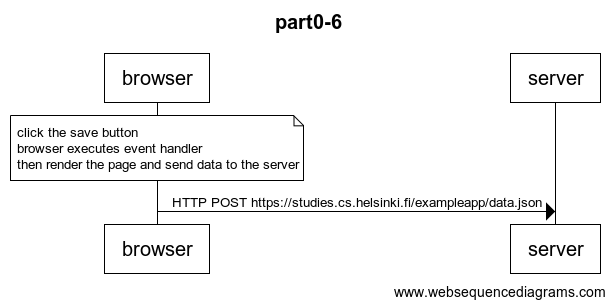 part0-6
browser
server
click the save button
browser executes event handler
then render the page and send data to the server
HTTP POST https://studies.cs.helsinki.fi/exampleapp/data.json
browser
server
www.websequencediagrams.com